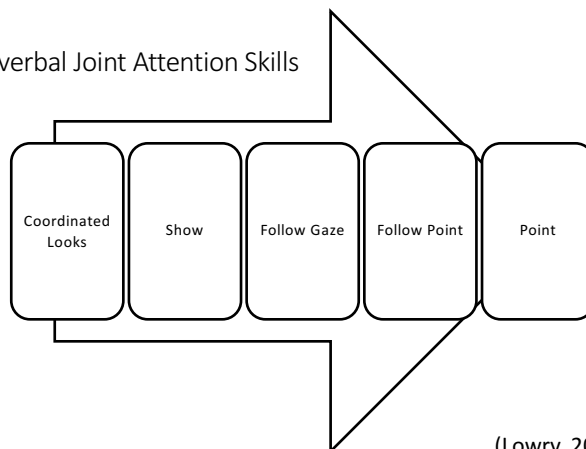 verbal Joint Attention Skills
Coordinated
Looks
Show
Follow Gaze
Follow Point
Point
(Lowry, 20